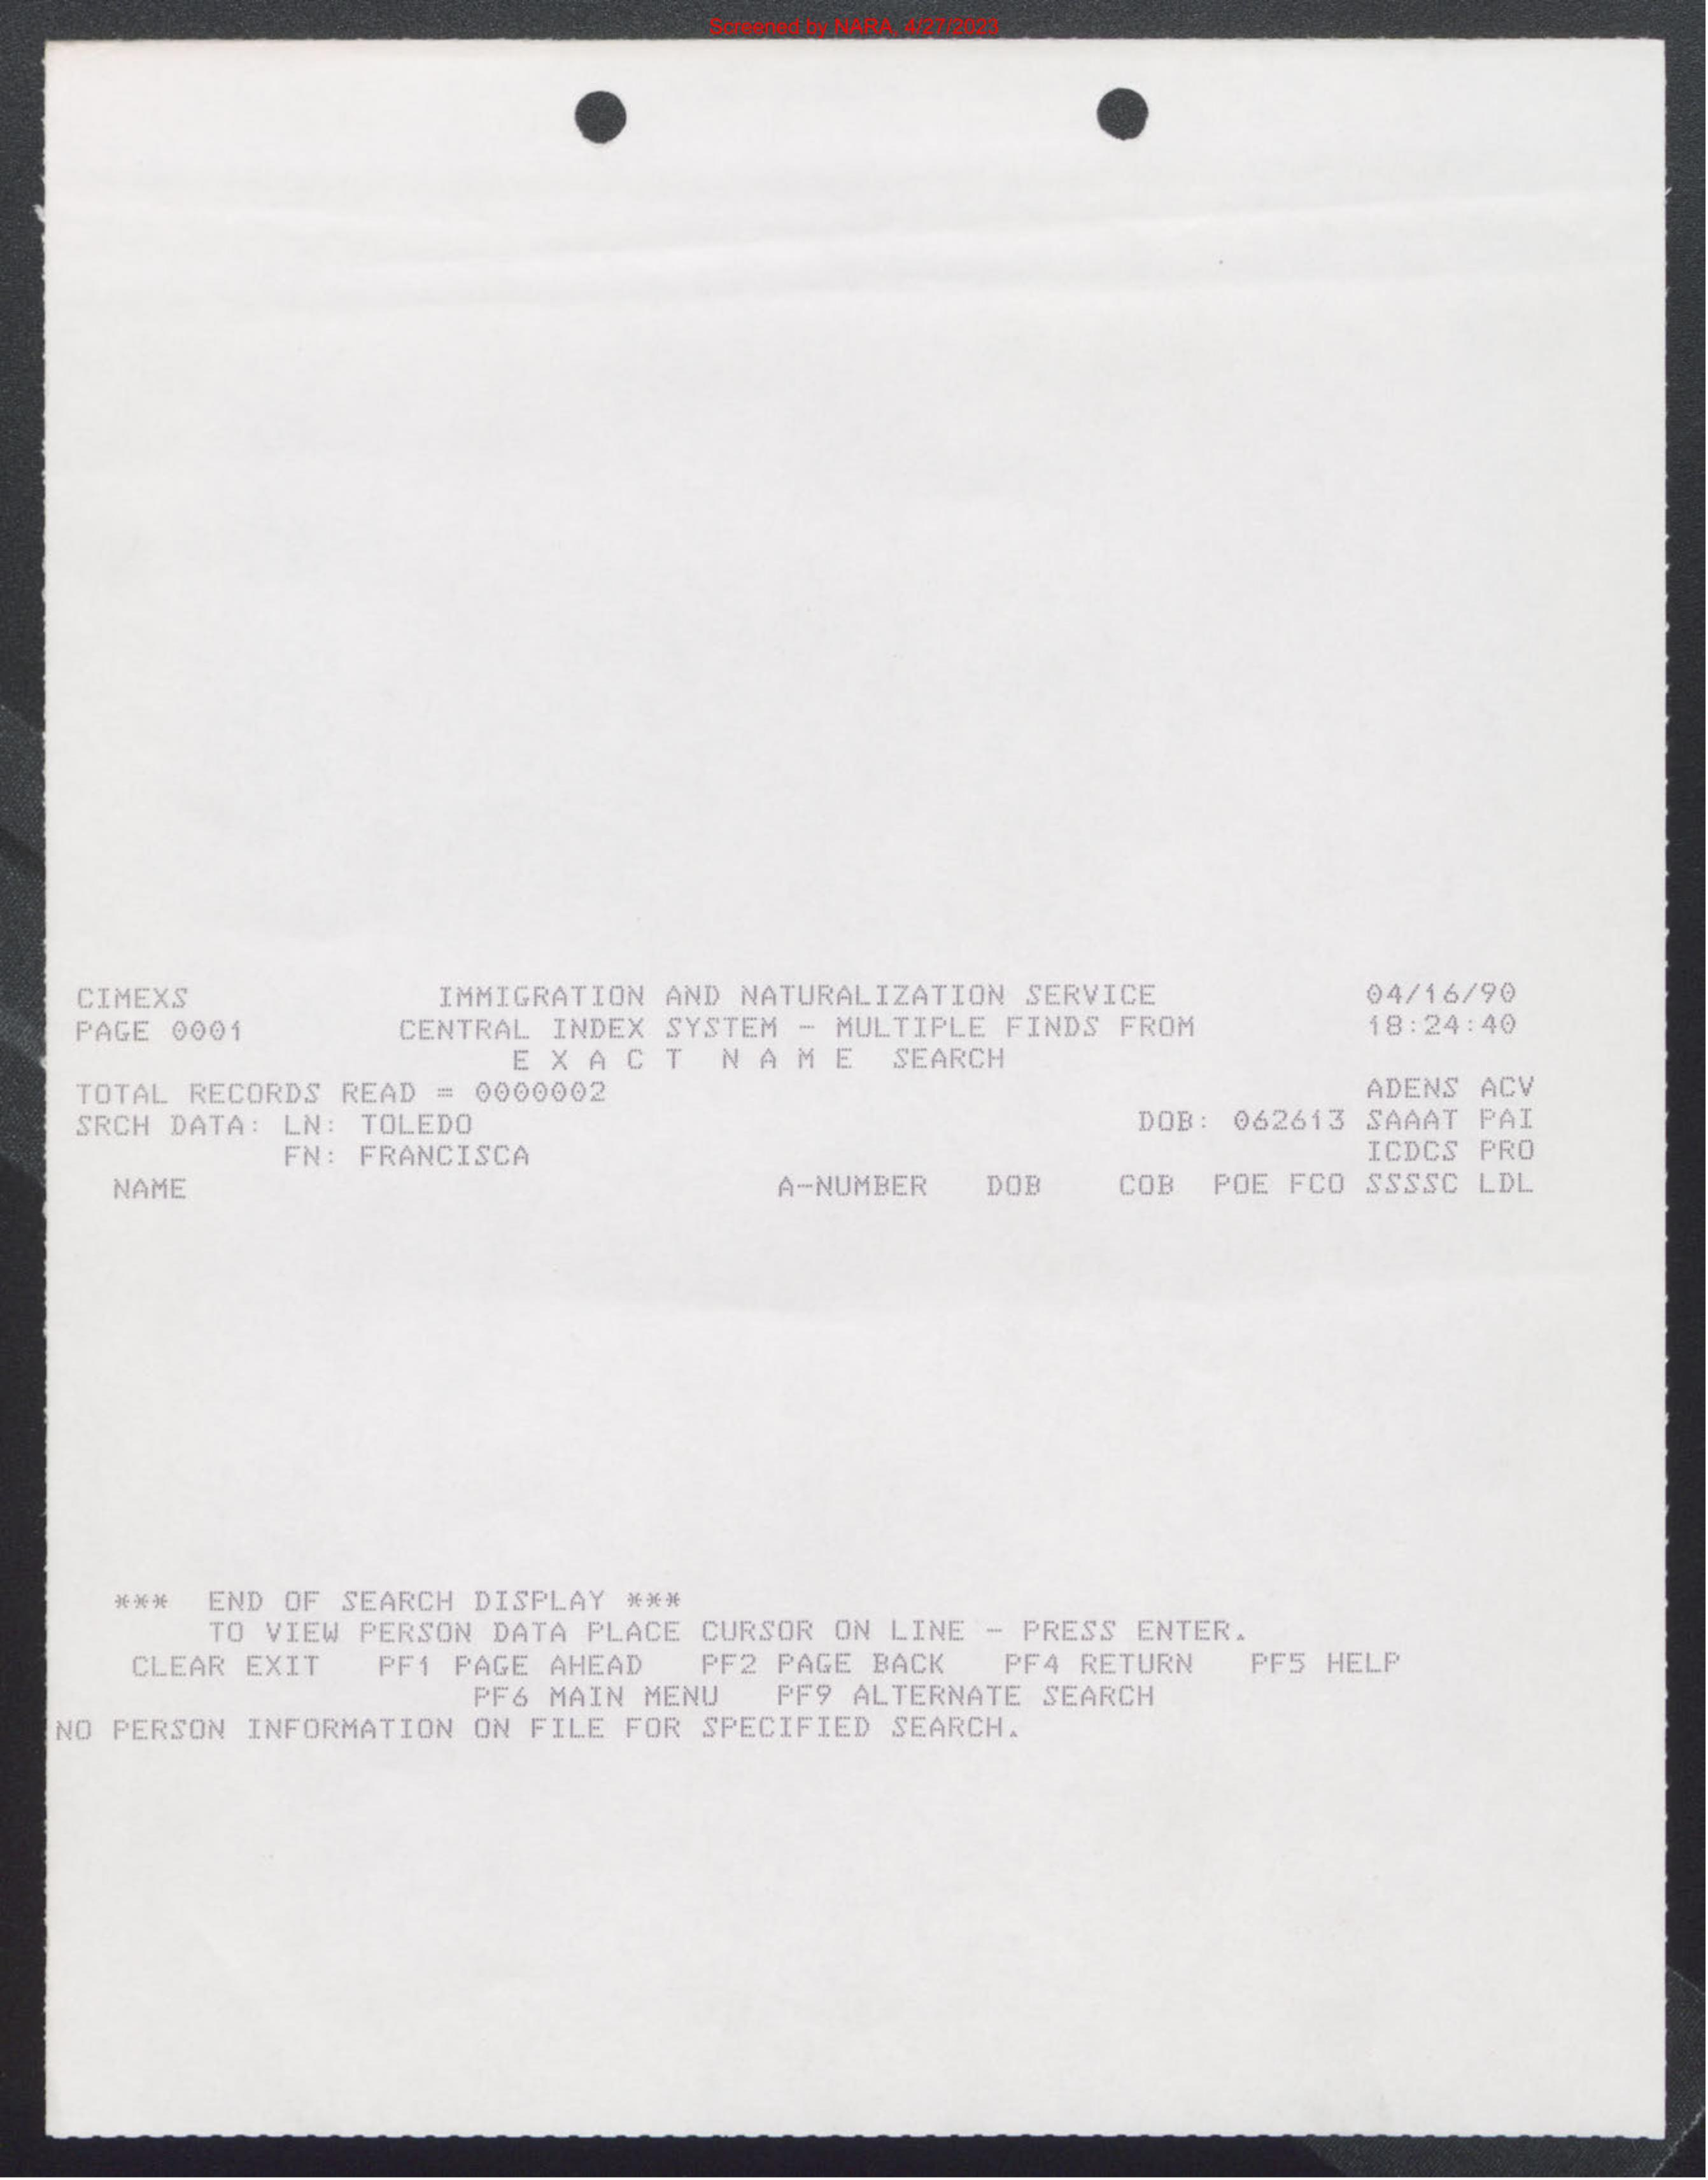 Screened by NARA, 4/27/2023
CIMEXS IMMIGRATION AND NATURALIZATION SERVICE 04/16/90
PAGE 0001 CENTRAL INDEX SYSTEM - MULTIPLE FINDS FROM 18:24:40
E X A C T N A M E SEARCH
TOTAL RECORDS READ = 0000002 ADENS ACV
SRCH DATA: LN: TOLEDO DOB: 062613 SAAAT PAI
FN: FRANCISCA ICDCS PRO
NAME A-NUMBER DOB COB POE FCO SSSSC LDL
*** END OF SEARCH DISPLAY ***
TO VIEW PERSON DATA PLACE CURSOR ON LINE - PRESS ENTER.
CLEAR EXIT PF1 PAGE AHEAD PF2 PAGE BACK PF4 RETURN PF5 HELP
PF6 MAIN MENU PF9 ALTERNATE SEARCH
NO PERSON INFORMATION ON FILE FOR SPECIFIED SEARCH.